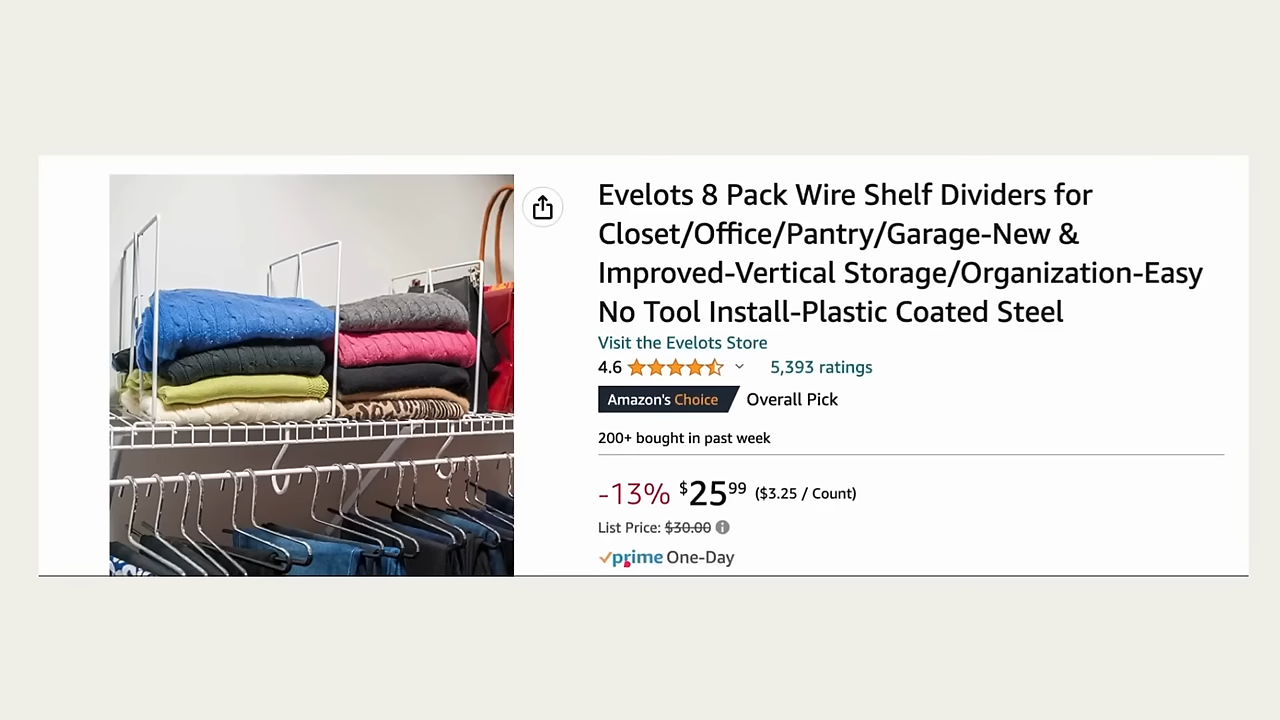 Evelots 8 Pack Wire Shelf Dividers for
Closet/Office/Pantry/Garage-New &
Improved-Vertical Storage/Organization-Easy
No Tool Install-Plastic Coated Steel
Visit the Evelots Store
4.6 5,393 ratings
Amazon's Choice Overall Pick
200+ bought in past week
-13% $2599 ($3.25 / Count)
List Price: $30.00
prime One-Day